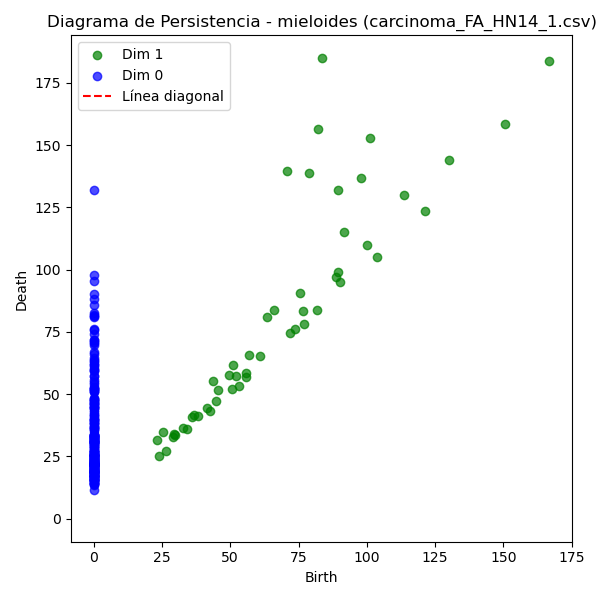 Diagrama de Persistencia - mieloides (carcinoma_FA_HN14_1.csv)
Dim 1
Dim 0
Línea diagonal
175
150
125
100
75
50
25
0
Death
0 25 50 75 100 125 150 175
Birth